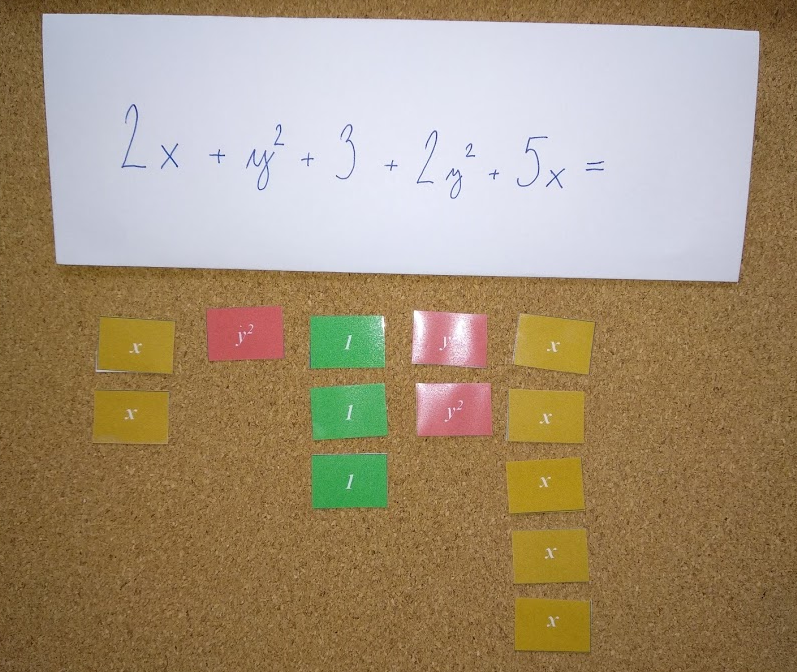 2x + y² + 3 + 2y² + 5x =
x y² 1 y² x
x 1 y² x
1 x
x
x